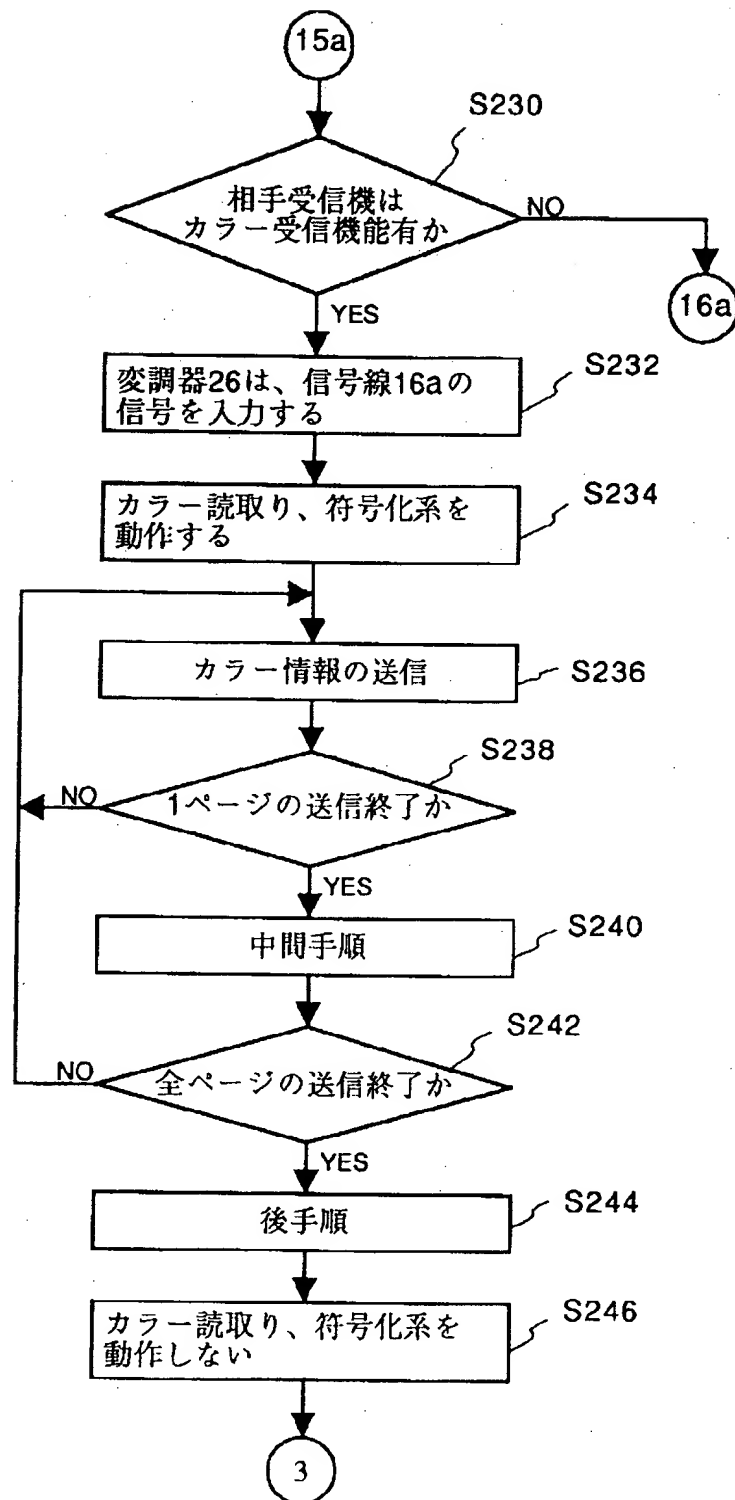 15a
S230
相手受信機は
カラー受信機能有か
NO
16a
YES
S232
変調器26は、信号線16aの
信号を入力する
S234
カラー読取り、符号化系を
動作する
カラー情報の送信
S236
S238
NO
1ページの送信終了か
YES
中間手順
S240
S242
NO
全ページの送信終了か
YES
後手順
S244
カラー読取り、符号化系を
動作しない
S246
3